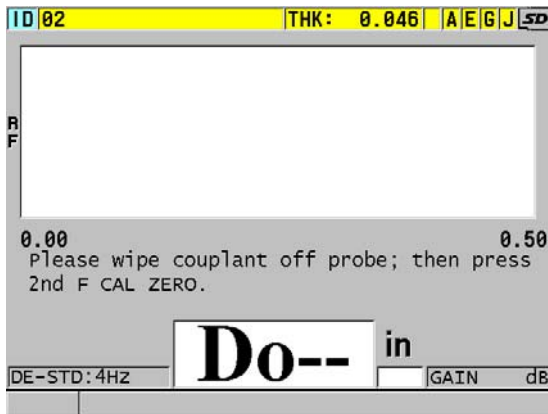 ID 02 THK: 0.046 A E G J SD
RF
0.00 0.50
Please wipe couplant off probe; then press
2nd F CAL ZERO.
Do-- in
DE-STD:4Hz GAIN dB